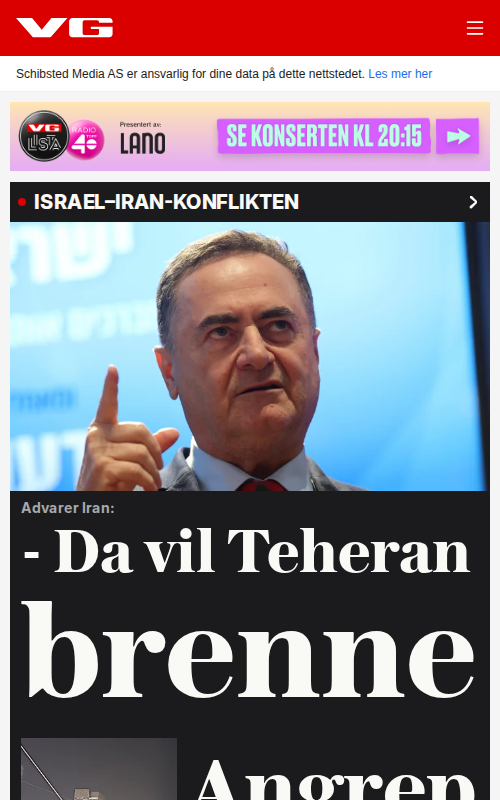 VG
Schibsted Media AS er ansvarlig for dine data på dette nettstedet. Les mer her
VG
LISTA
RADIO
TOPP
40
Presentert av:
LANO
SE KONSERTEN KL 20:15
ISRAEL–IRAN-KONFLIKTEN
Advarer Iran:
- Da vil Teheran
brenne
Angrep